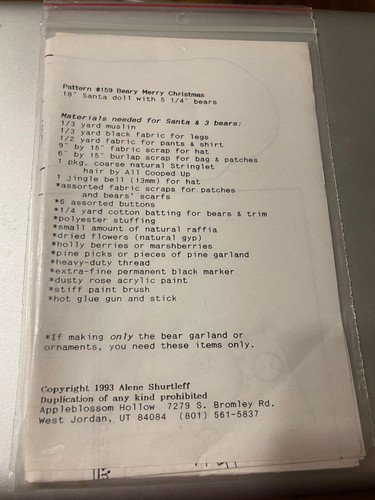 Pattern #159 Beary Merry Christmas
18" Santa doll with 5 1/4" bears
Materials needed for Santa & 3 bears:
1/3 yard muslin
1/3 yard black fabric for legs
1/2 yard fabric for pants & shirt
9" by 15" fabric scrap for hat
6" by 15" burlap scrap for bag & patches
1 pkg. coarse natural Stringlet
hair by All Cooped Up
1 jingle bell (13mm) for hat
*assorted fabric scraps for patches
and bears' scarfs
*6 assorted buttons
*1/4 yard cotton batting for bears & trim
*polyester stuffing
*small amount of natural raffia
*dried flowers (natural gyp)
*holly berries or marshberries
*pine picks or pieces of pine garland
*heavy-duty thread
*extra-fine permanent black marker
*dusty rose acrylic paint
*stiff paint brush
*hot glue gun and stick
*If making only the bear garland or
ornaments, you need these items only.
Copyright 1993 Alene Shurtleff
Duplication of any kind prohibited
Appleblossom Hollow 7279 S. Bromley Rd.
West Jordan, UT 84084 (801) 561-5837